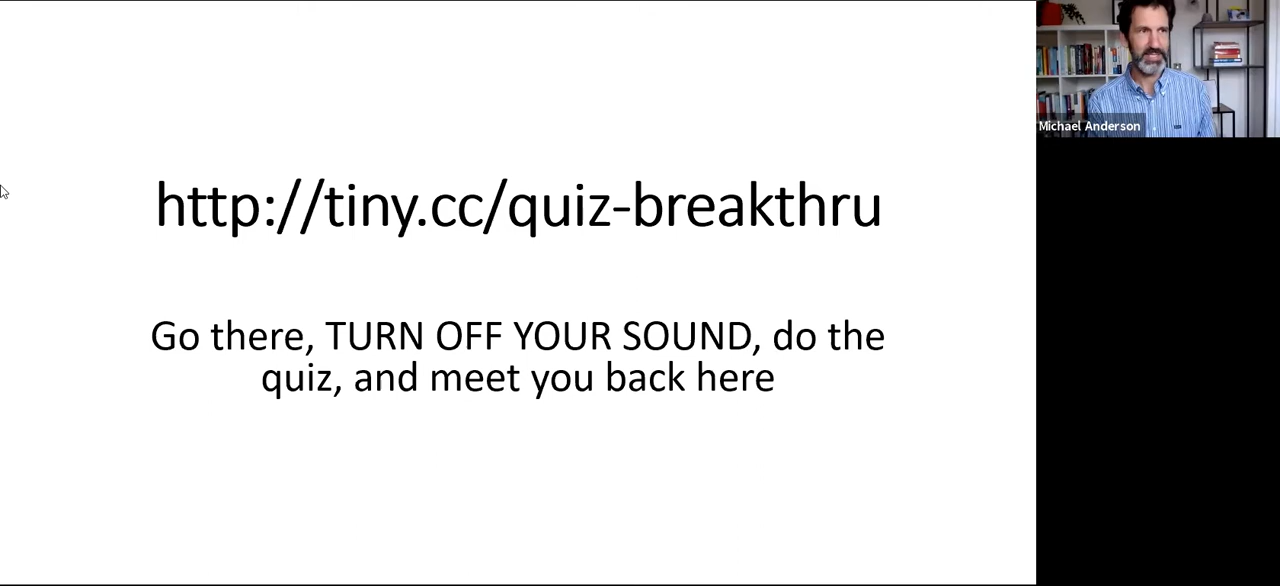 http://tiny.cc/quiz-breakthru
Go there, TURN OFF YOUR SOUND, do the
quiz, and meet you back here
Michael Anderson